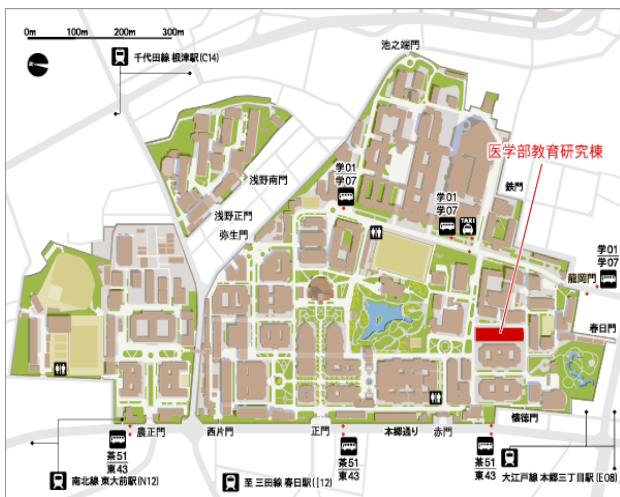 0m 100m 200m 300m
千代田線 根津駅(C14)
池之端門
医学部教育研究棟
浅野南門
学01
学07
学01
学07
TAXI
鉄門
浅野正門
弥生門
学01
学07
龍岡門
春日門
懐徳門
農正門
西片門
正門
本郷通り
赤門
茶51
東43
茶51
東43
茶51
東43
南北線 東大前駅(N12)
至 三田線 春日駅(I12)
大江戸線 本郷三丁目駅(E08)